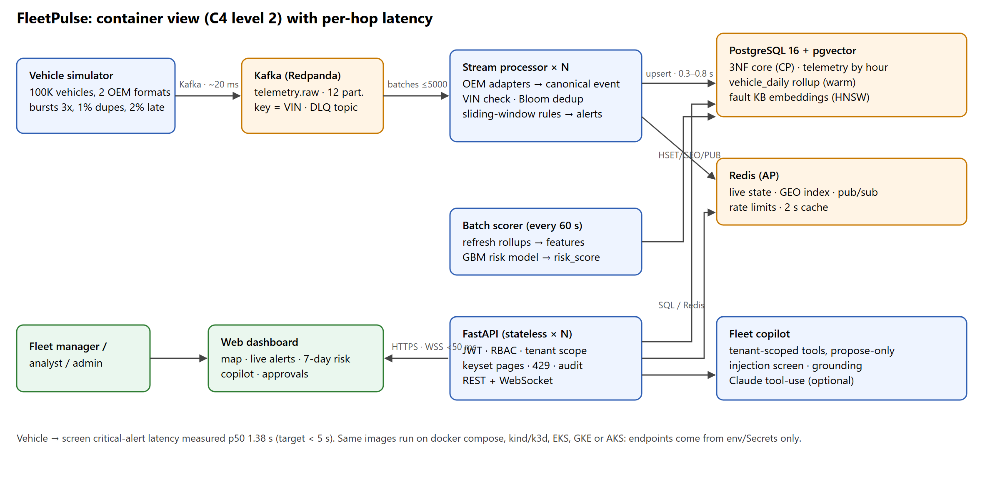 FleetPulse: container view (C4 level 2) with per-hop latency
Vehicle simulator
100K vehicles, 2 OEM formats
bursts 3x, 1% dupes, 2% late
Kafka · ~20 ms
Kafka (Redpanda)
telemetry.raw · 12 part.
key = VIN · DLQ topic
batches ≤5000
Stream processor × N
OEM adapters → canonical event
VIN check · Bloom dedup
sliding-window rules → alerts
upsert · 0.3–0.8 s
PostgreSQL 16 + pgvector
3NF core (CP) · telemetry by hour
vehicle_daily rollup (warm)
fault KB embeddings (HNSW)
HSET/GEO/PUB
Redis (AP)
live state · GEO index · pub/sub
rate limits · 2 s cache
Batch scorer (every 60 s)
refresh rollups → features
GBM risk model → risk_score
SQL / Redis
Fleet manager /
analyst / admin
Web dashboard
map · live alerts · 7-day risk
copilot · approvals
HTTPS · WSS <50 ms
FastAPI (stateless × N)
JWT · RBAC · tenant scope
keyset pages · 429 · audit
REST + WebSocket
Fleet copilot
tenant-scoped tools, propose-only
injection screen · grounding
Claude tool-use (optional)
Vehicle → screen critical-alert latency measured p50 1.38 s (target < 5 s). Same images run on docker compose, kind/k3d, EKS, GKE or AKS: endpoints come from env/Secrets only.